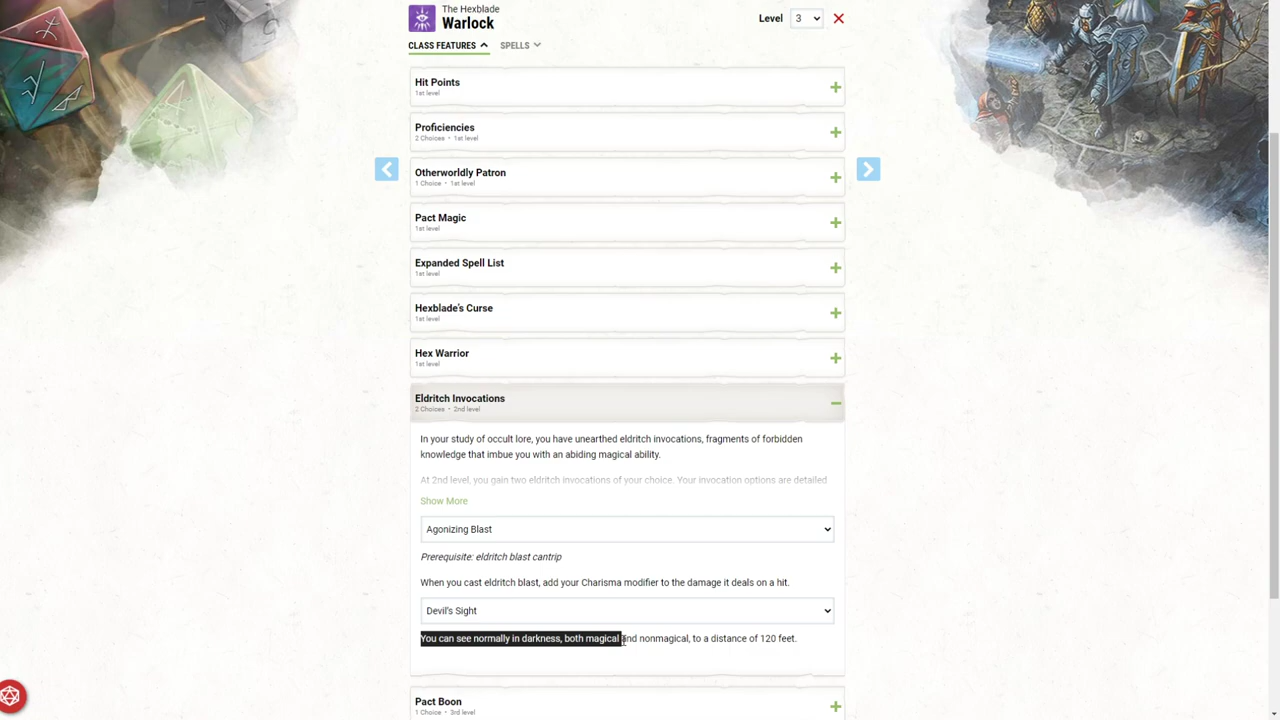 The Hexblade
Warlock
Level 3
CLASS FEATURES SPELLS
Hit Points
1st level
Proficiencies
2 Choices • 1st level
Otherworldly Patron
1 Choice • 1st level
Pact Magic
1st level
Expanded Spell List
1st level
Hexblade's Curse
1st level
Hex Warrior
1st level
Eldritch Invocations
2 Choices • 2nd level
In your study of occult lore, you have unearthed eldritch invocations, fragments of forbidden
knowledge that imbue you with an abiding magical ability.
At 2nd level, you gain two eldritch invocations of your choice. Your invocation options are detailed
Show More
Agonizing Blast
Prerequisite: eldritch blast cantrip
When you cast eldritch blast, add your Charisma modifier to the damage it deals on a hit.
Devil's Sight
You can see normally in darkness, both magical and nonmagical, to a distance of 120 feet.
Pact Boon
1 Choice • 3rd level